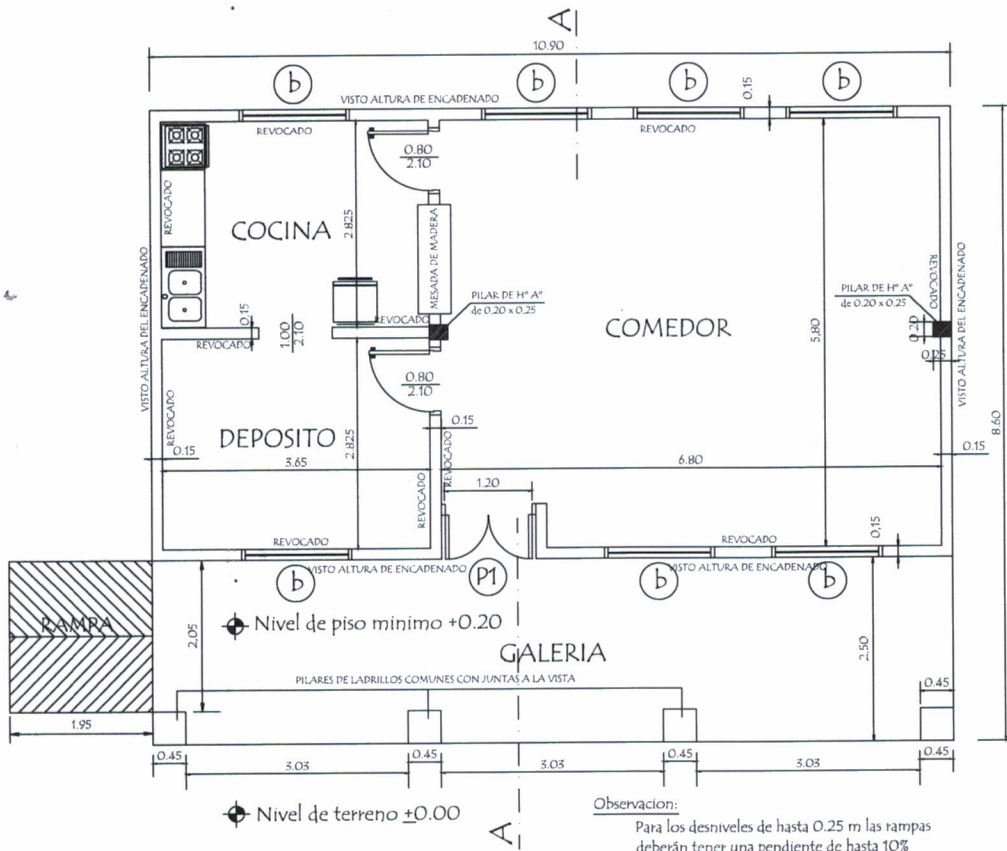 A
10.90
b
b
b
b
VISTO ALTURA DE ENCADENADO
0.15
REVOCADO
REVOCADO
0.80
2.10
REVOCADO
COCINA
2.825
MESADA DE MADERA
VISTO ALTURA DEL ENCADENADO
PILAR DE Hº Aº
de 0,20 x 0.25
PILAR DE Hº Aº
de 0.20 x 0.25
REVOCADO
COMEDOR
5,80
0.20
0.25
VISTO ALTURA DEL ENCADENADO
8.60
0.15
REVOCADO
REVOCADO
1.00
2.10
0.80
2.10
REVOCADO
DEPOSITO
2.825
0.15
0.15
3.65
REVOCADO
REVOCADO
6.80
0.15
1.20
REVOCADO
REVOCADO
0,15
b
VISTO ALTURA DE ENCADENADO
P1
b
VISTO ALTURA DE ENCADENADO
b
RAMPA
2,05
Nivel de piso minimo +0.20
GALERIA
2.50
PILARES DE LADRILLOS COMUNES CON JUNTAS A LA VISTA
0.45
1.95
0.45
3.03
0.45
3.03
0.45
3.03
0.45
Nivel de terreno ±0.00
A
Observacion:
Para los desniveles de hasta 0.25 m las rampas
deberán tener una pendiente de hasta 10%